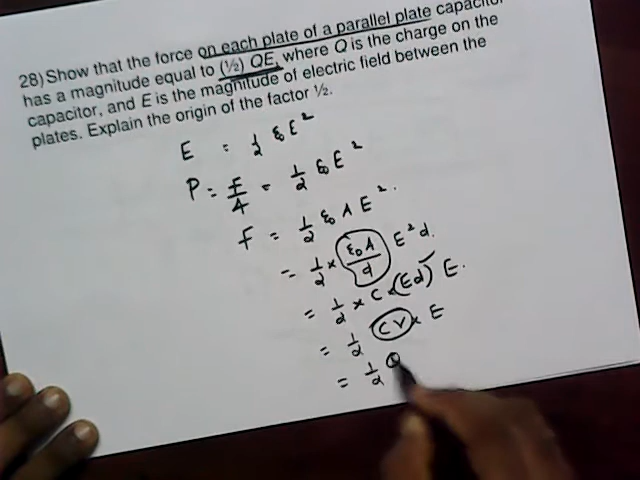 28) Show that the force on each plate of a parallel plate capacitor
has a magnitude equal to (½) QE, where Q is the charge on the
capacitor, and E is the magnitude of electric field between the
plates. Explain the origin of the factor ½.
E = 1/2 ε0 E²
P = F/A = 1/2 ε0 E²
F = 1/2 ε0 A E².
= 1/2 × ε0 A/d E² d.
= 1/2 × C × (Ed) E.
= 1/2 CV × E
= 1/2 Q